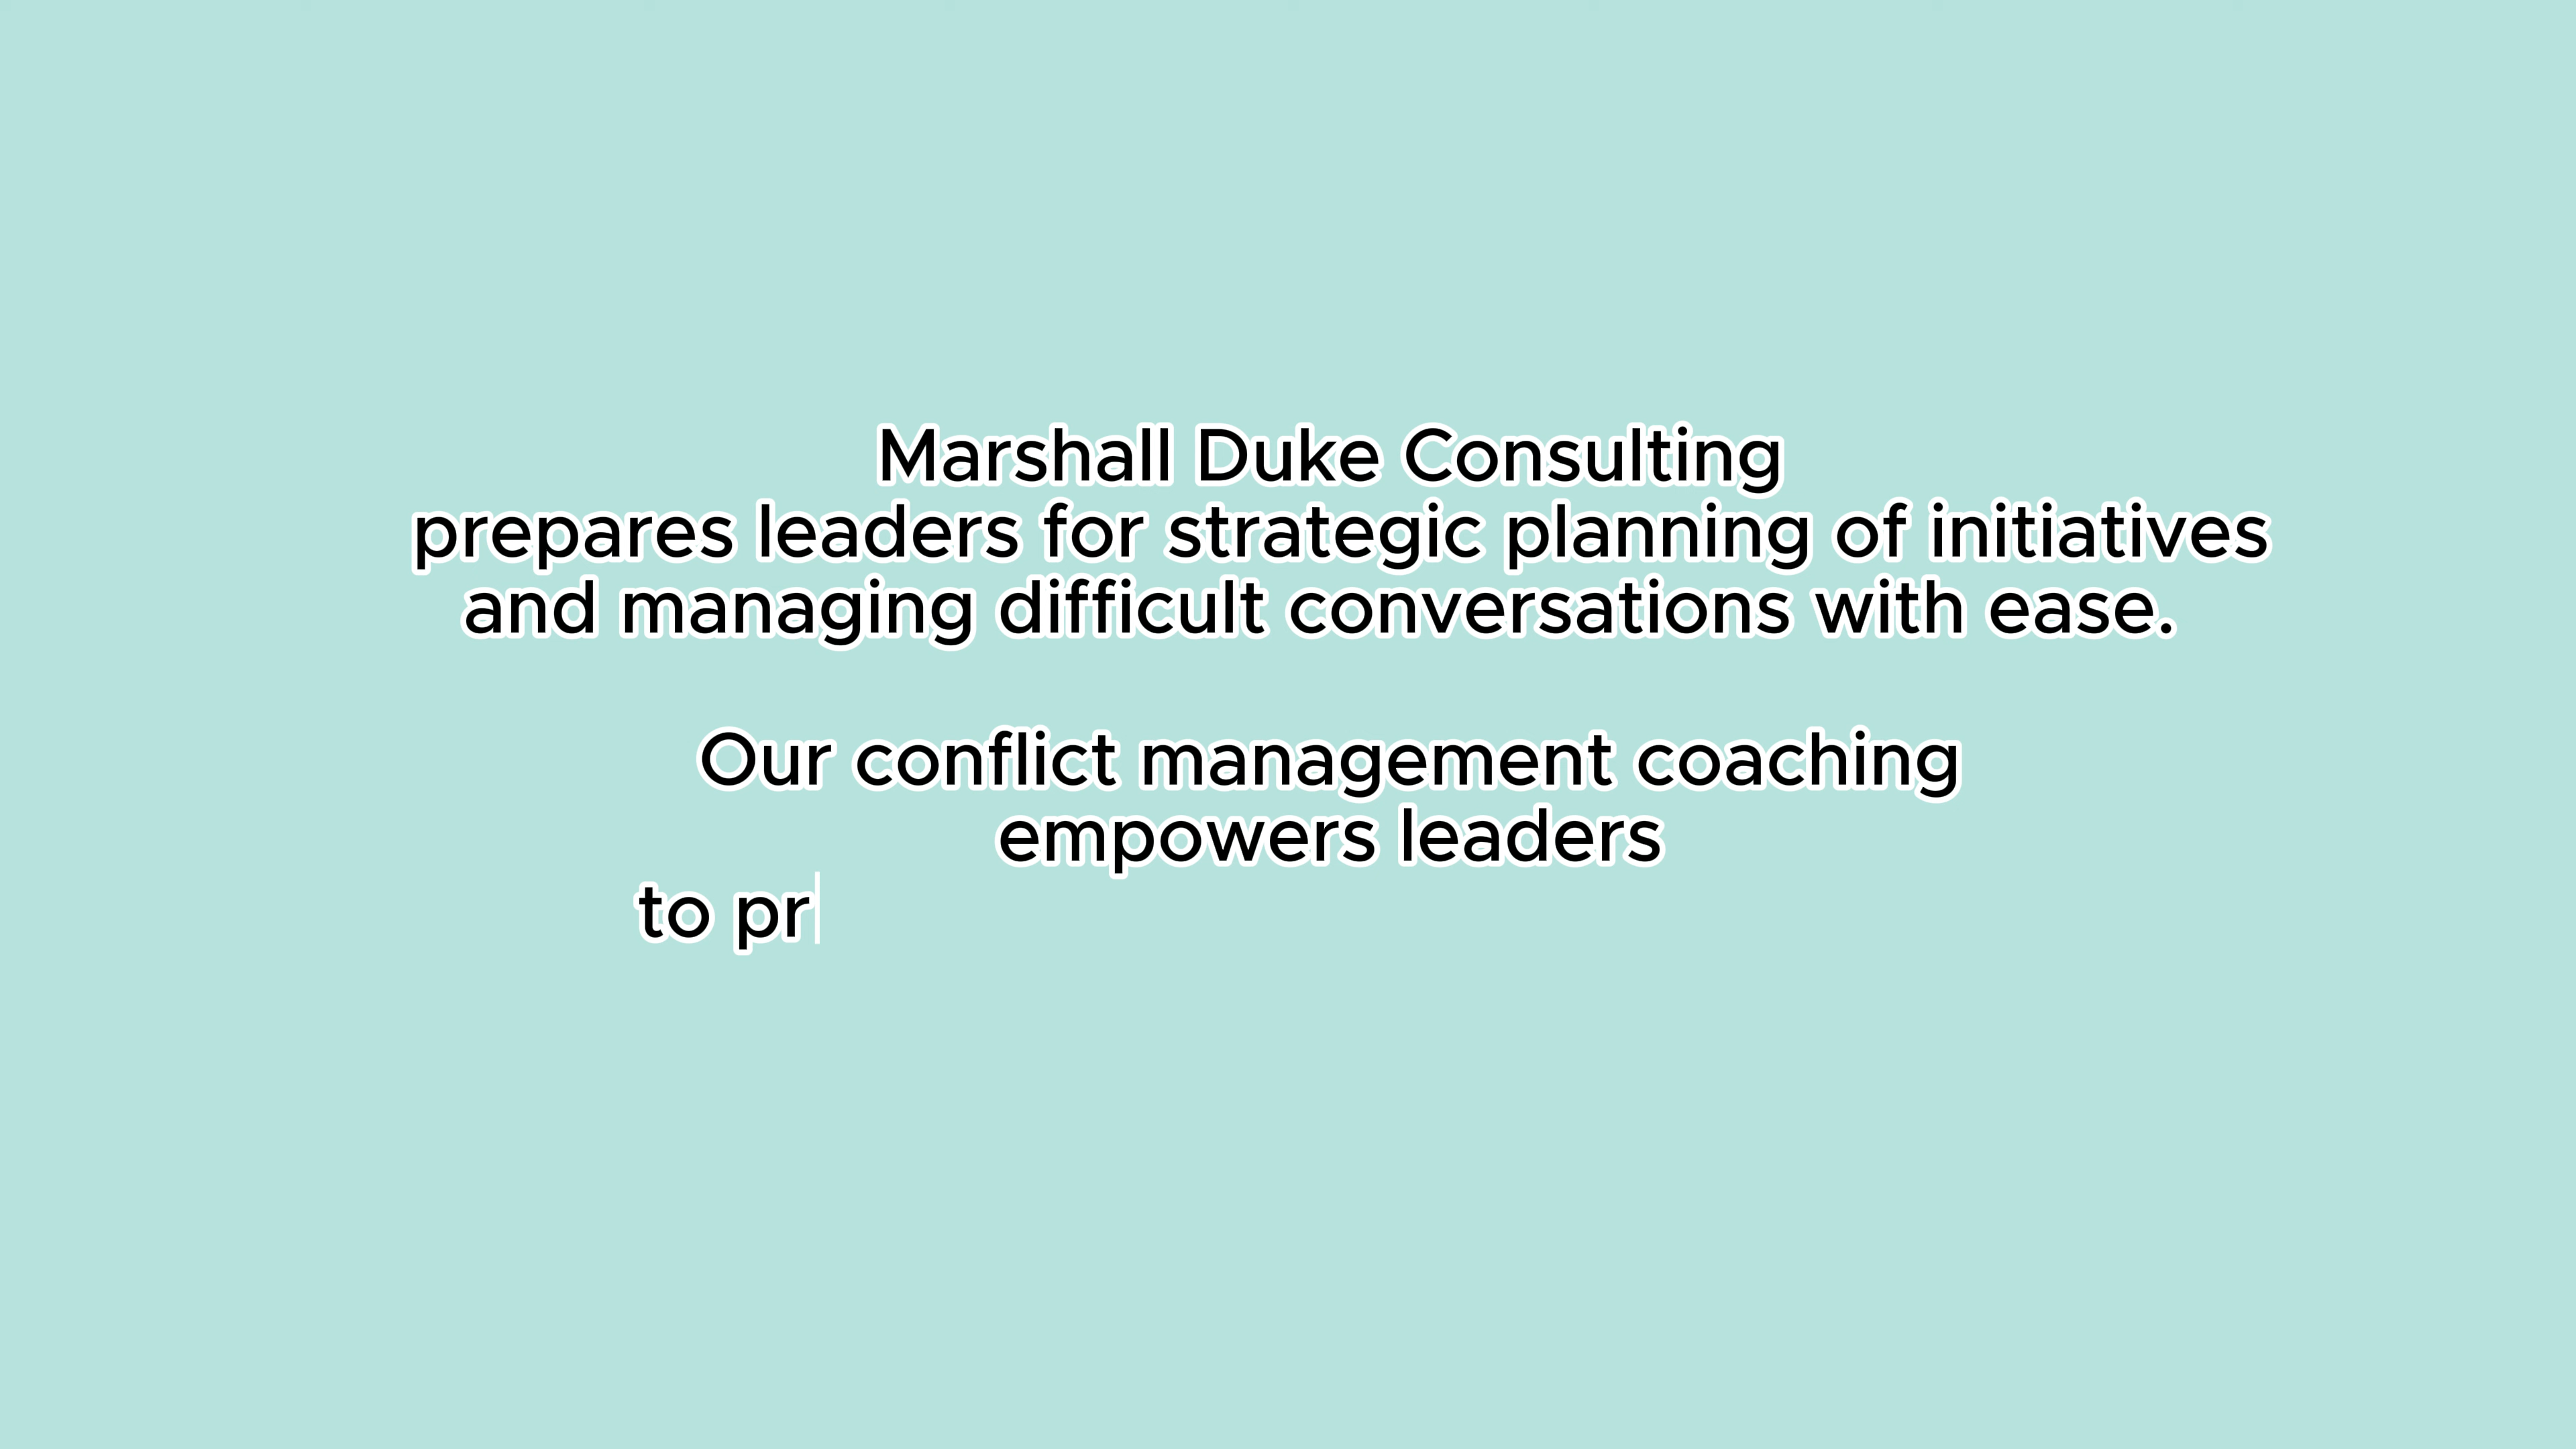 Marshall Duke Consulting
prepares leaders for strategic planning of initiatives
and managing difficult conversations with ease.
Our conflict management coaching
empowers leaders
to pr